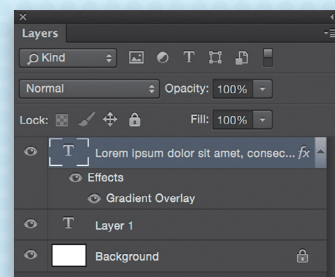 Layers
Kind
Normal Opacity: 100%
Lock: Fill: 100%
T Lorem ipsum dolor sit amet, consec... fx
Effects
Gradient Overlay
T Layer 1
Background